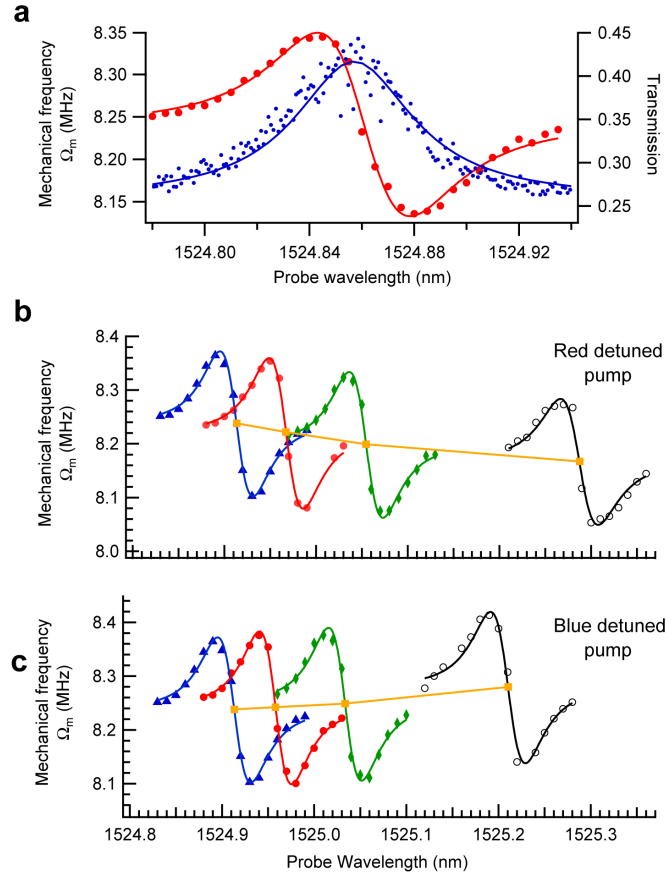 a
8.35
8.30
8.25
8.20
8.15
Mechanical frequency
Ωm (MHz)
0.45
0.40
0.35
0.30
0.25
Transmission
1524.80
1524.84
1524.88
1524.92
Probe wavelength (nm)
b
8.4
8.3
8.2
8.1
8.0
Mechanical frequency
Ωm (MHz)
Red detuned
pump
c
8.4
8.3
8.2
8.1
Mechanical frequency
Ωm (MHz)
Blue detuned
pump
1524.8
1524.9
1525.0
1525.1
1525.2
1525.3
Probe Wavelength (nm)